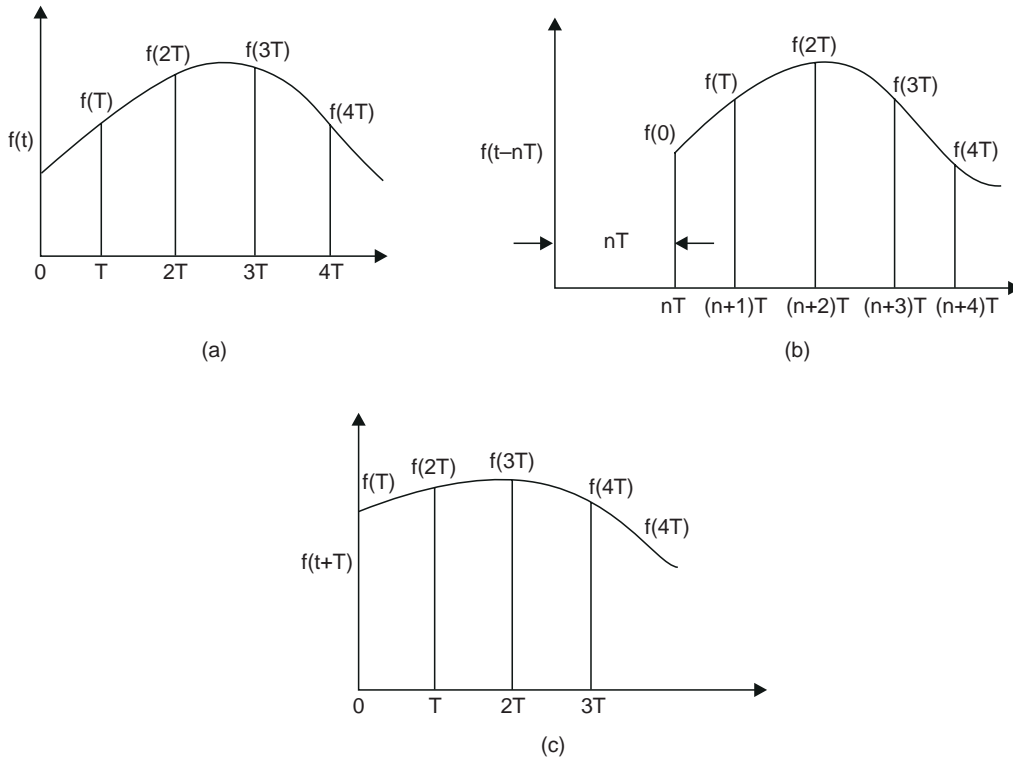 f(2T)
f(3T)
f(T)
f(4T)
f(t)
0 T 2T 3T 4T
(a)
f(2T)
f(T)
f(3T)
f(0)
f(t–nT)
f(4T)
nT
nT (n+1)T (n+2)T (n+3)T (n+4)T
(b)
f(3T)
f(2T)
f(T)
f(4T)
f(4T)
f(t+T)
0 T 2T 3T
(c)